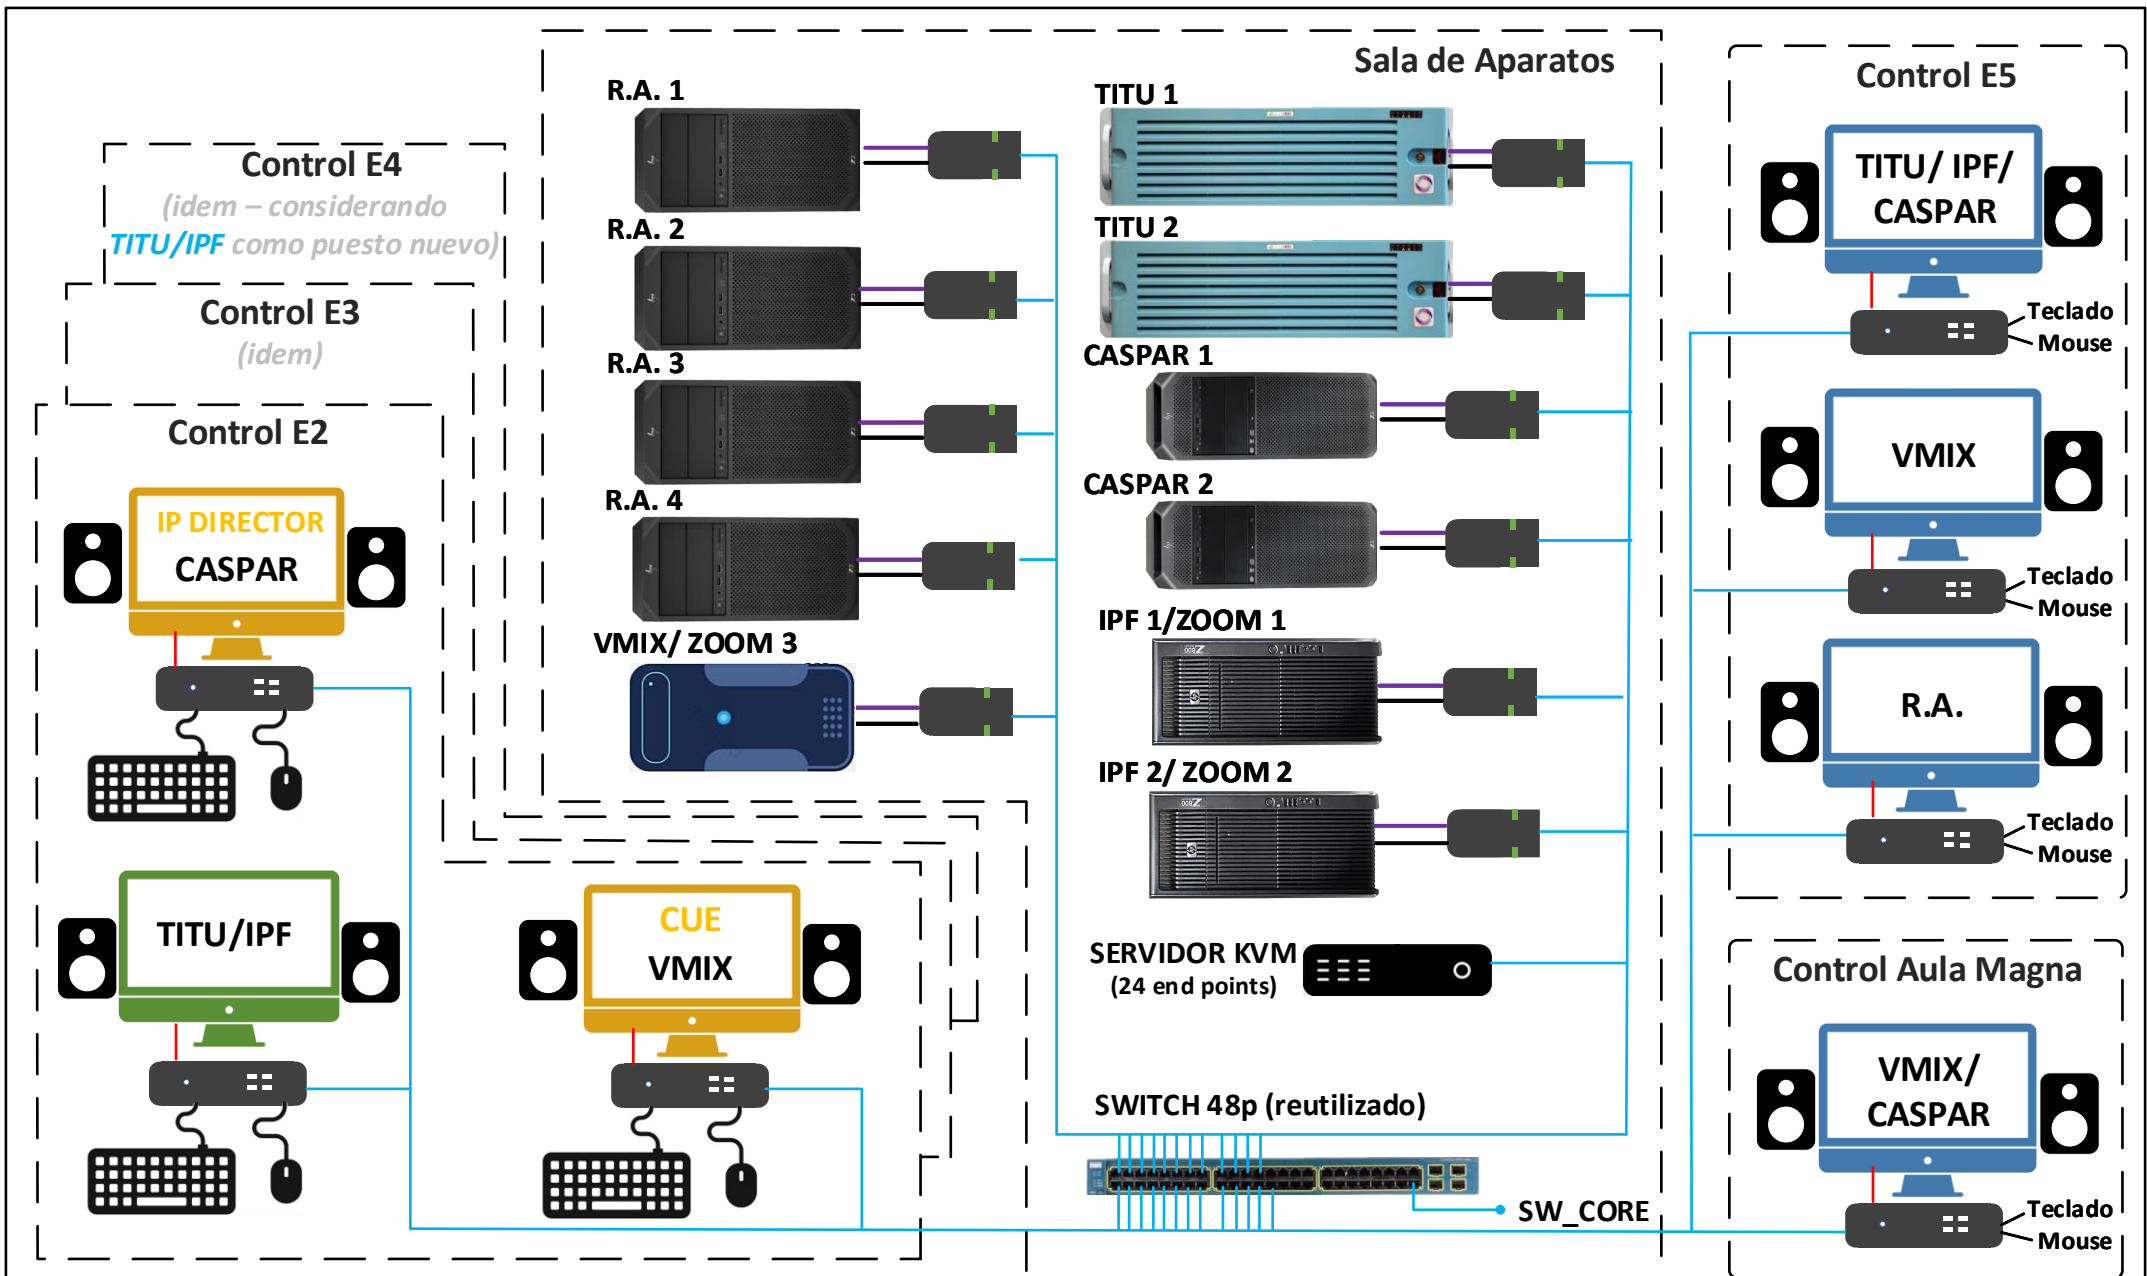 Sala de Aparatos
R.A. 1
R.A. 2
R.A. 3
R.A. 4
VMIX/ ZOOM 3
TITU 1
TITU 2
CASPAR 1
CASPAR 2
IPF 1/ZOOM 1
IPF 2/ ZOOM 2
SERVIDOR KVM
(24 end points)
SWITCH 48p (reutilizado)
SW_CORE
Control E4
(idem – considerando
TITU/IPF como puesto nuevo)
Control E3
(idem)
Control E2
IP DIRECTOR
CASPAR
TITU/IPF
CUE
VMIX
Control E5
TITU/ IPF/
CASPAR
Teclado
Mouse
VMIX
Teclado
Mouse
R.A.
Teclado
Mouse
Control Aula Magna
VMIX/
CASPAR
Teclado
Mouse